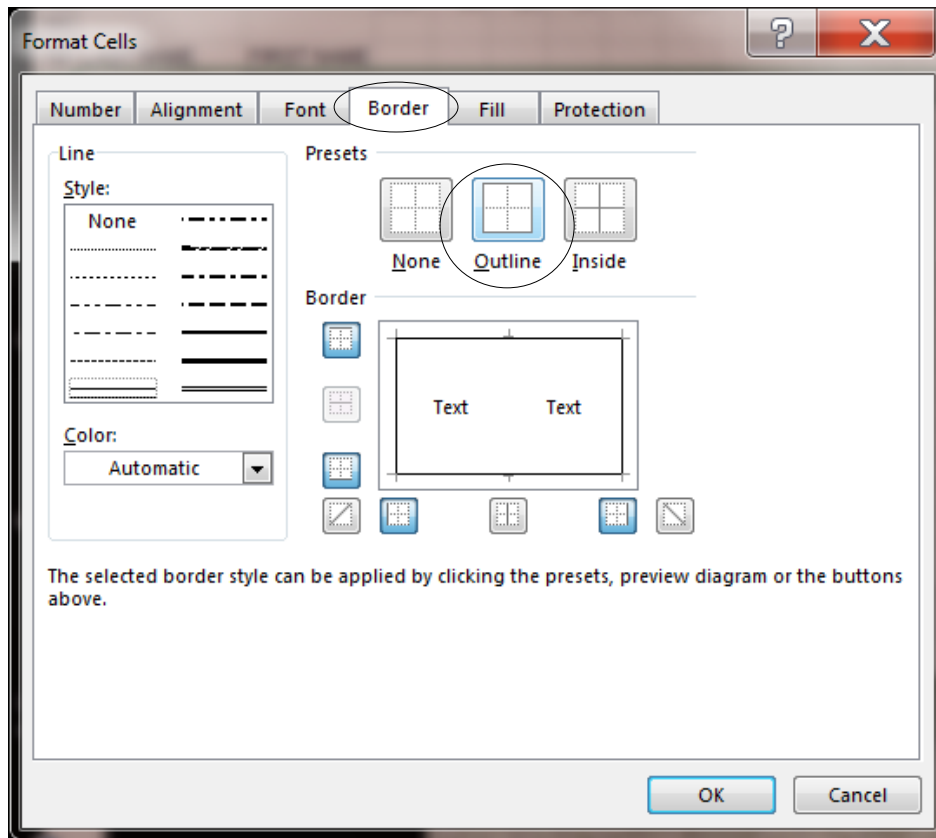 Format Cells
Number Alignment Font Border Fill Protection
Line
Style:
None
Color:
Automatic
Presets
None Outline Inside
Border
Text Text
The selected border style can be applied by clicking the presets, preview diagram or the buttons
above.
OK Cancel